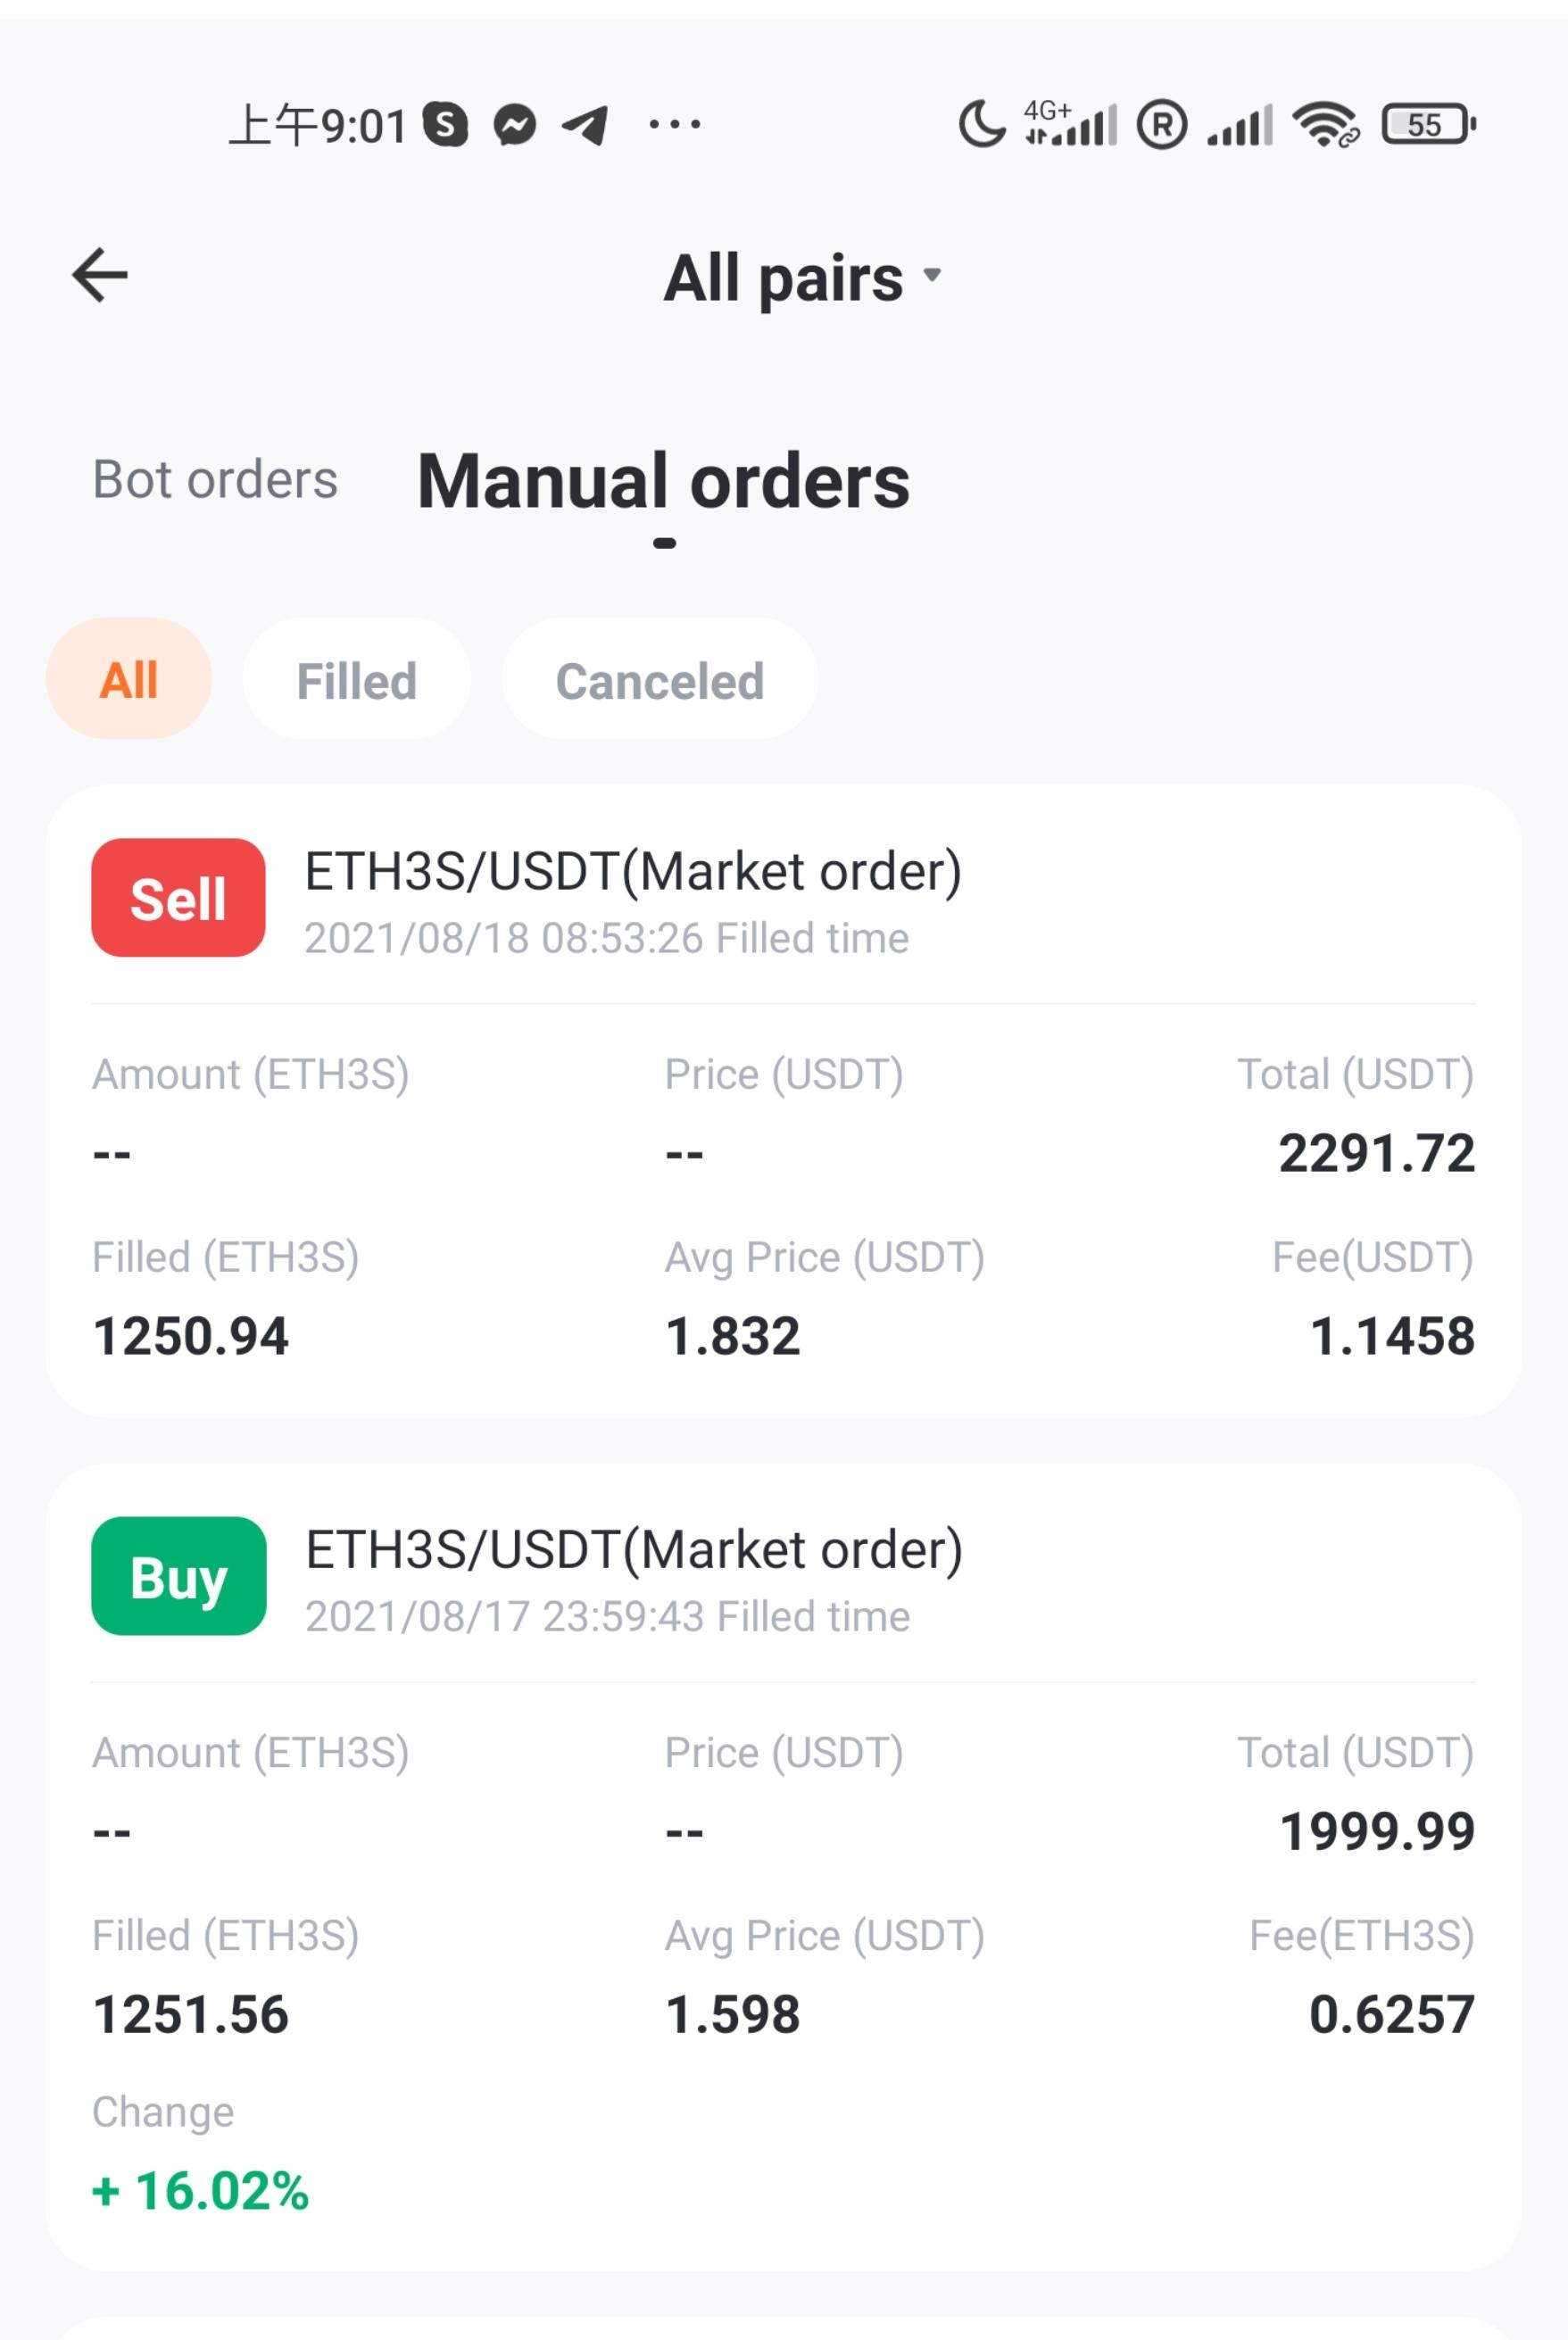 上午9:01 S ... 4G+ R 55
All pairs
Bot orders Manual orders
All Filled Canceled
Sell ETH3S/USDT(Market order)
2021/08/18 08:53:26 Filled time
Amount (ETH3S) Price (USDT) Total (USDT)
-- -- 2291.72
Filled (ETH3S) Avg Price (USDT) Fee(USDT)
1250.94 1.832 1.1458
Buy ETH3S/USDT(Market order)
2021/08/17 23:59:43 Filled time
Amount (ETH3S) Price (USDT) Total (USDT)
-- -- 1999.99
Filled (ETH3S) Avg Price (USDT) Fee(ETH3S)
1251.56 1.598 0.6257
Change
+ 16.02%